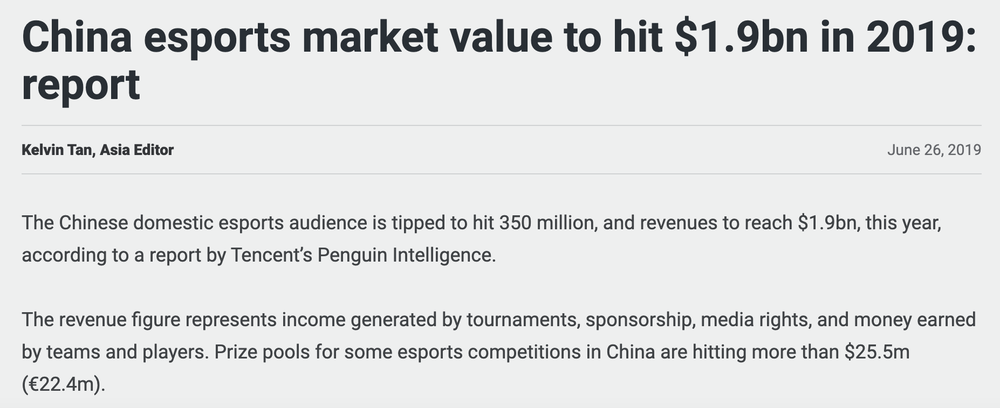 China esports market value to hit $1.9bn in 2019:
report
Kelvin Tan, Asia Editor
June 26, 2019
The Chinese domestic esports audience is tipped to hit 350 million, and revenues to reach $1.9bn, this year,
according to a report by Tencent’s Penguin Intelligence.
The revenue figure represents income generated by tournaments, sponsorship, media rights, and money earned
by teams and players. Prize pools for some esports competitions in China are hitting more than $25.5m
(€22.4m).